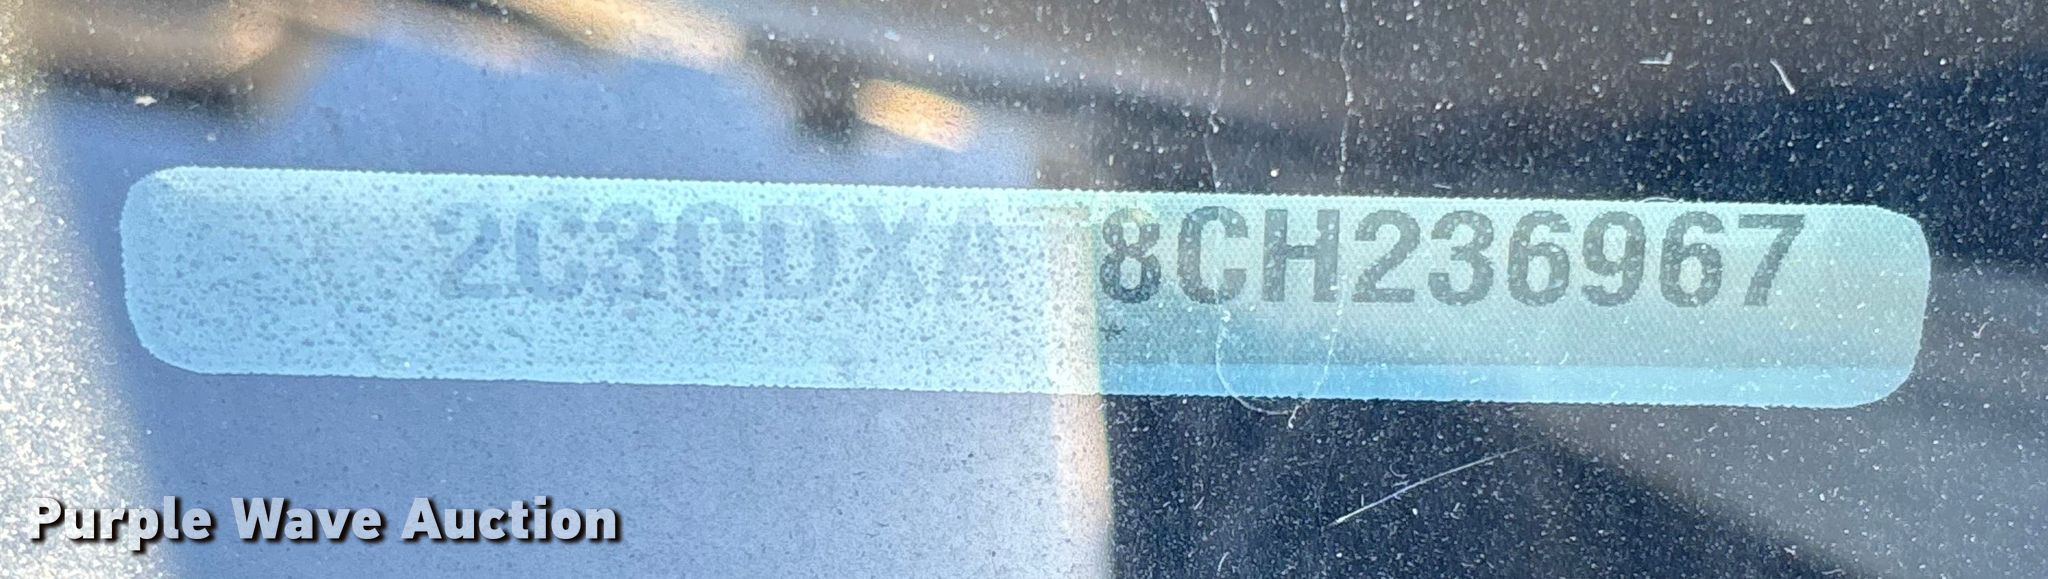 2C3CDXAT8CH236967
*
Purple Wave Auction